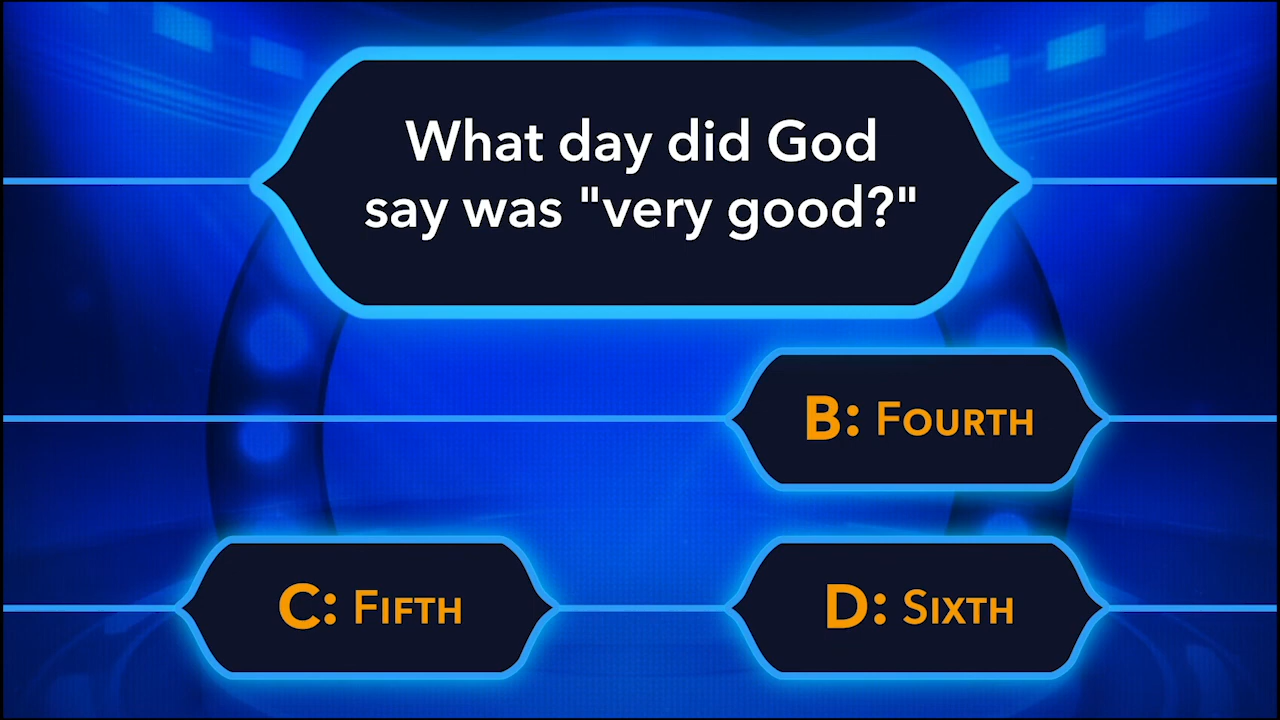 What day did God
say was "very good?"
B: Fourth
C: Fifth
D: Sixth